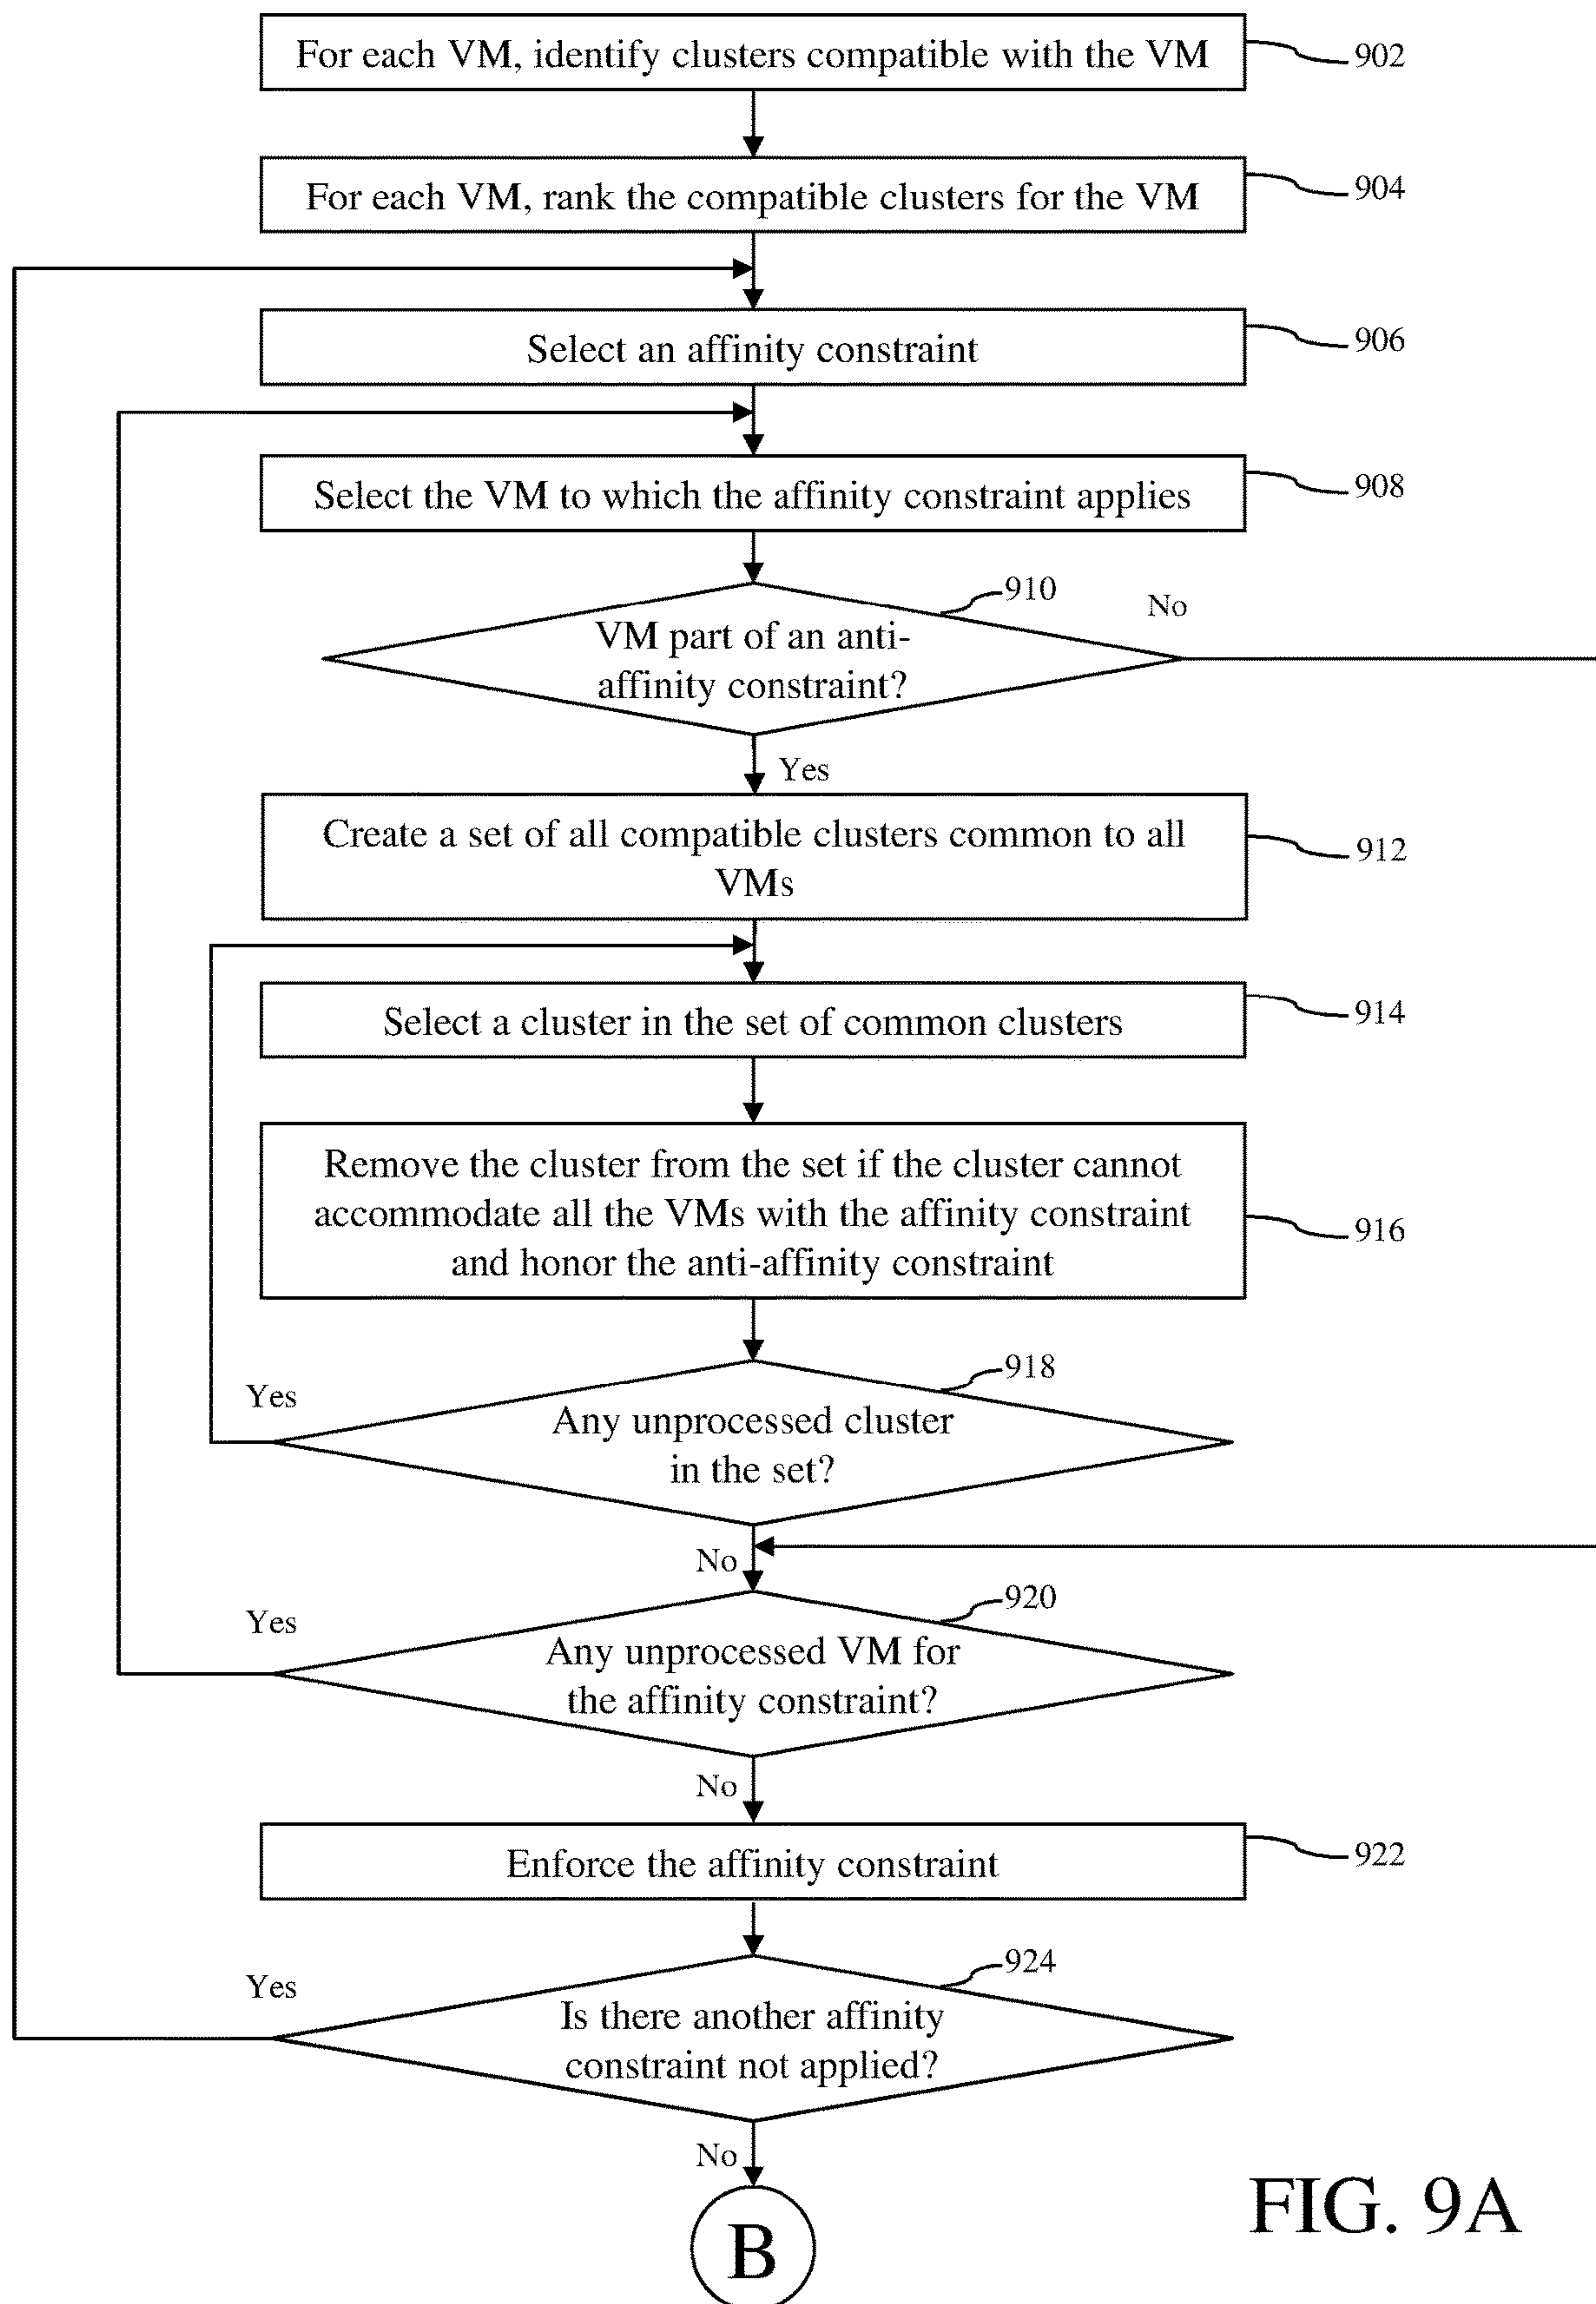 For each VM, identify clusters compatible with the VM
902
For each VM, rank the compatible clusters for the VM
904
Select an affinity constraint
906
Select the VM to which the affinity constraint applies
908
910
No
VM part of an anti-
affinity constraint?
Yes
Create a set of all compatible clusters common to all
VMs
912
Select a cluster in the set of common clusters
914
Remove the cluster from the set if the cluster cannot
accommodate all the VMs with the affinity constraint
and honor the anti-affinity constraint
916
918
Yes
Any unprocessed cluster
in the set?
No
920
Yes
Any unprocessed VM for
the affinity constraint?
No
Enforce the affinity constraint
922
924
Yes
Is there another affinity
constraint not applied?
No
B
FIG. 9A